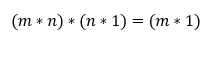 (m * n) * (n * 1) = (m * 1)